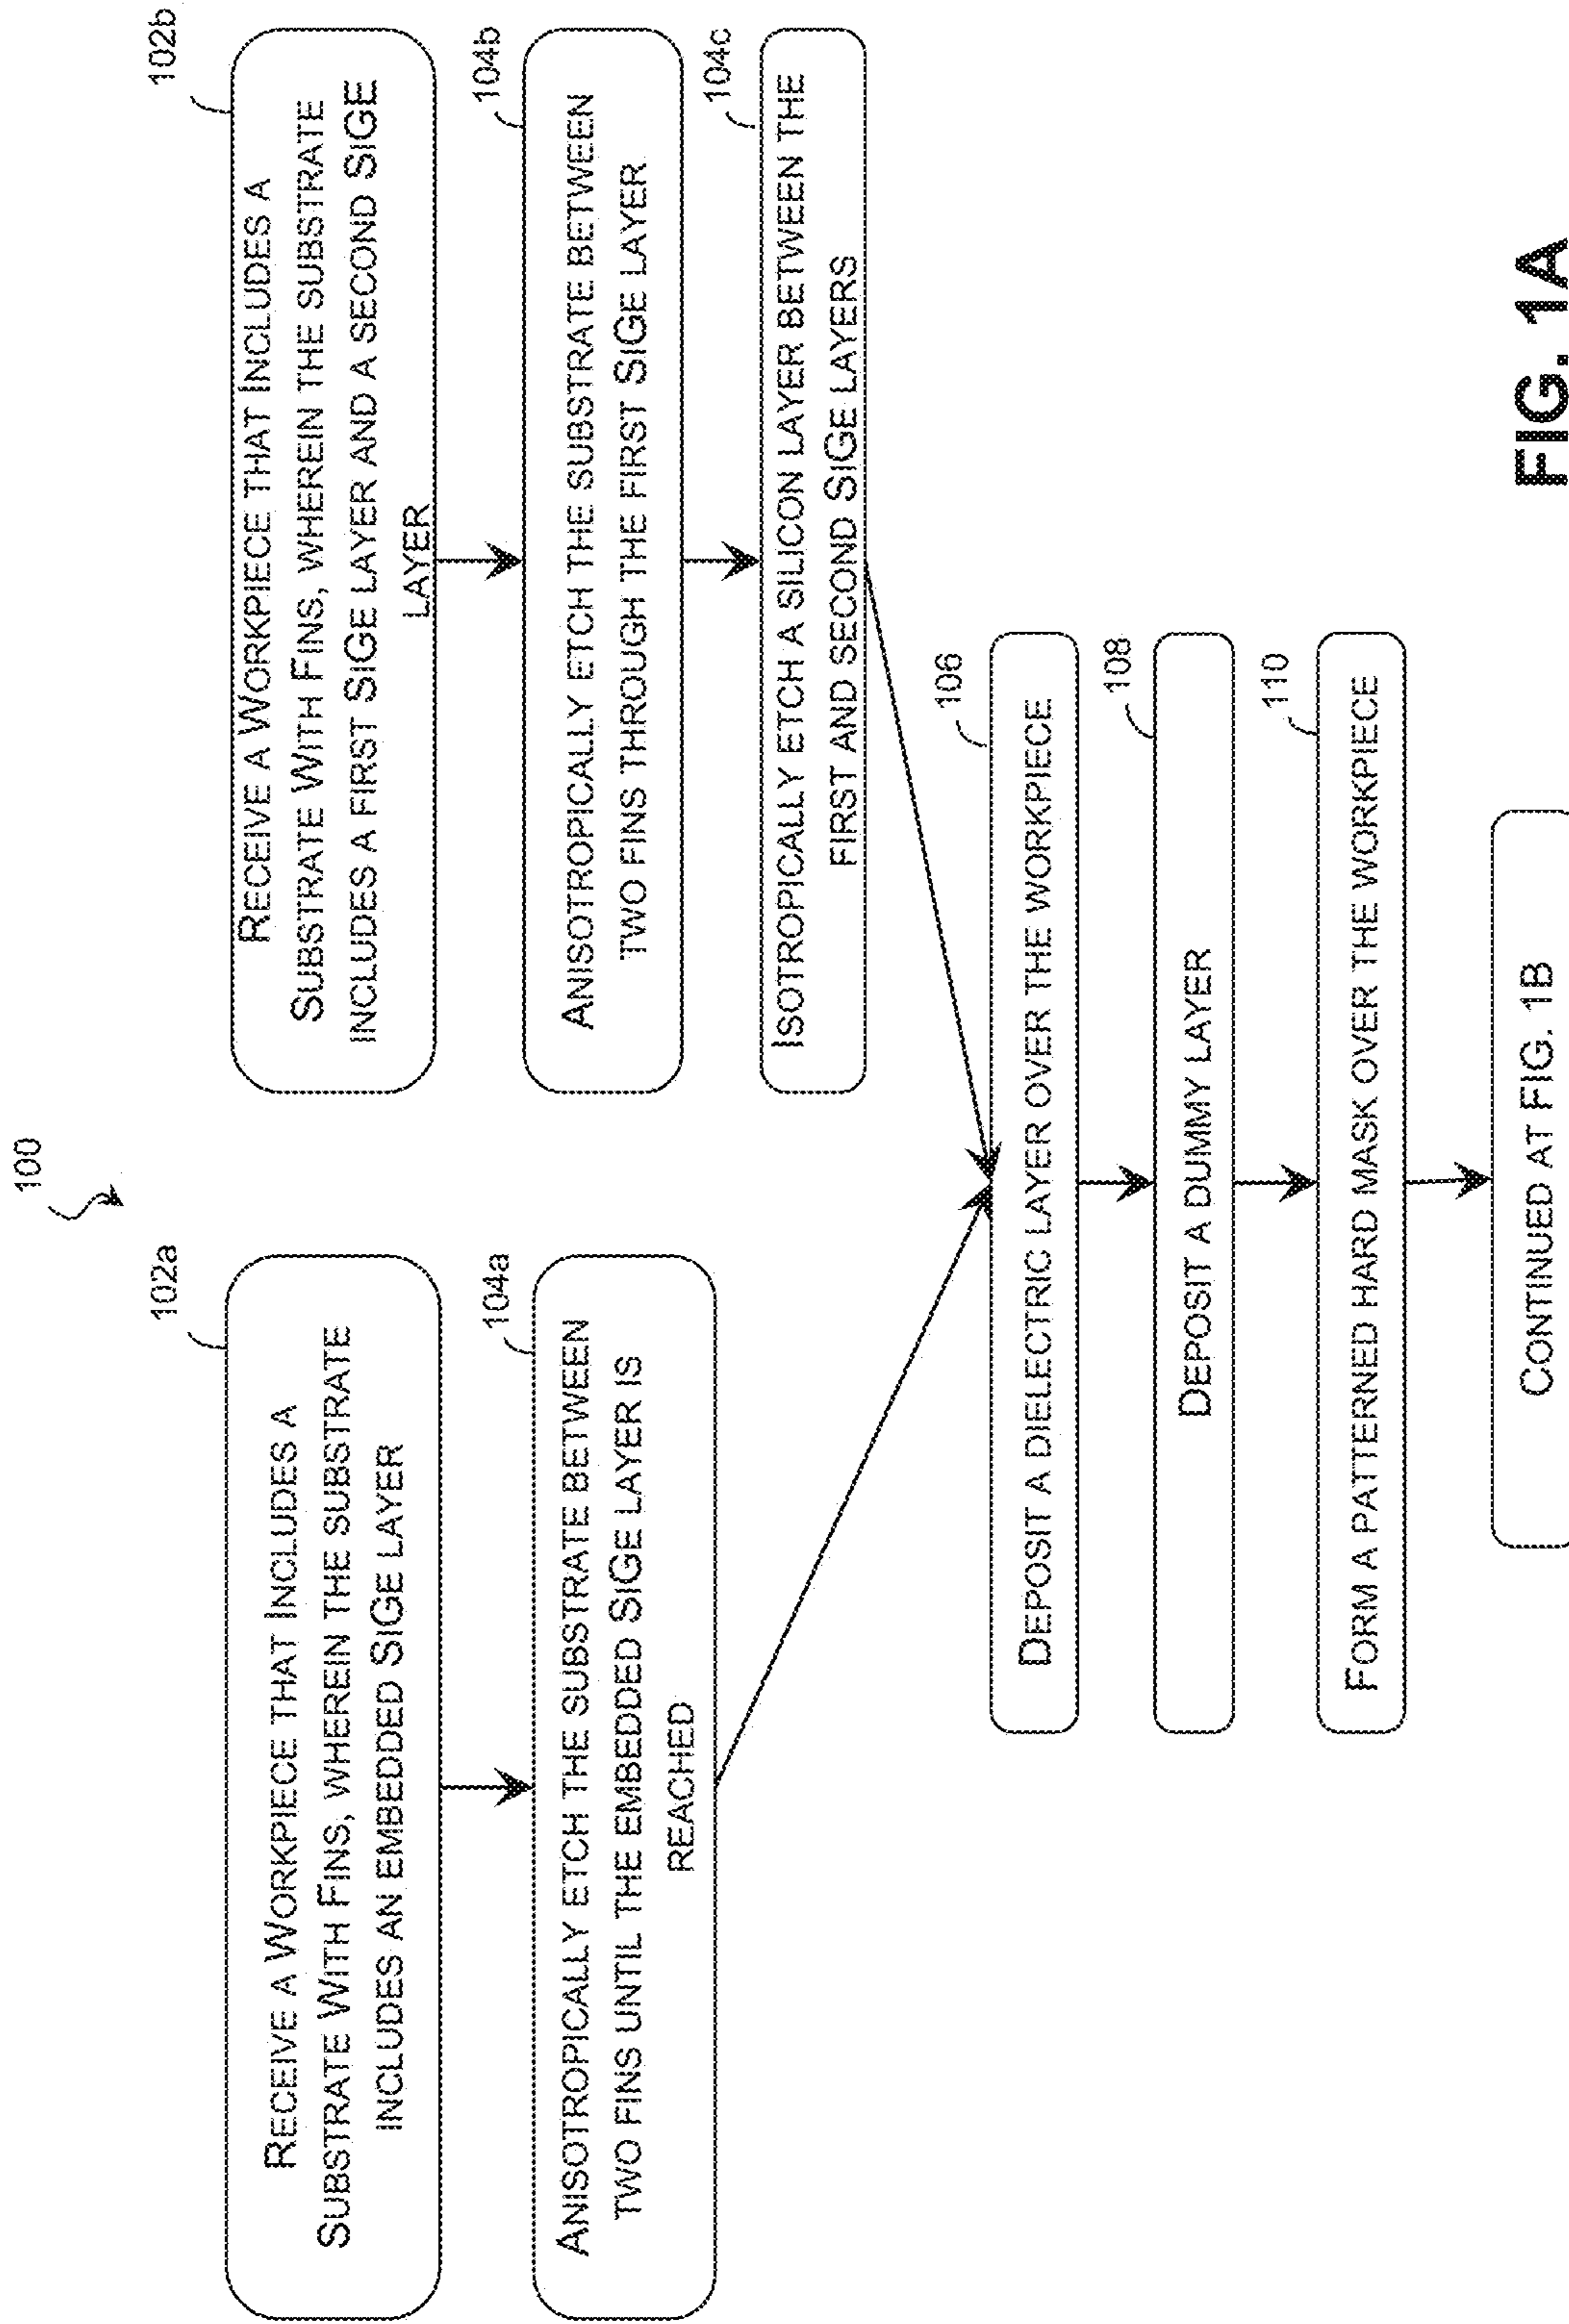 100
102a
RECEIVE A WORKPIECE THAT INCLUDES A
SUBSTRATE WITH FINS, WHEREIN THE SUBSTRATE
INCLUDES AN EMBEDDED SIGE LAYER
104a
ANISOTROPICALLY ETCH THE SUBSTRATE BETWEEN
TWO FINS UNTIL THE EMBEDDED SIGE LAYER IS
REACHED
102b
RECEIVE A WORKPIECE THAT INCLUDES A
SUBSTRATE WITH FINS, WHEREIN THE SUBSTRATE
INCLUDES A FIRST SIGE LAYER AND A SECOND SIGE
LAYER
104b
ANISOTROPICALLY ETCH THE SUBSTRATE BETWEEN
TWO FINS THROUGH THE FIRST SIGE LAYER
104c
ISOTROPICALLY ETCH A SILICON LAYER BETWEEN THE
FIRST AND SECOND SIGE LAYERS
106
DEPOSIT A DIELECTRIC LAYER OVER THE WORKPIECE
108
DEPOSIT A DUMMY LAYER
110
FORM A PATTERNED HARD MASK OVER THE WORKPIECE
CONTINUED AT FIG. 1B
FIG. 1A